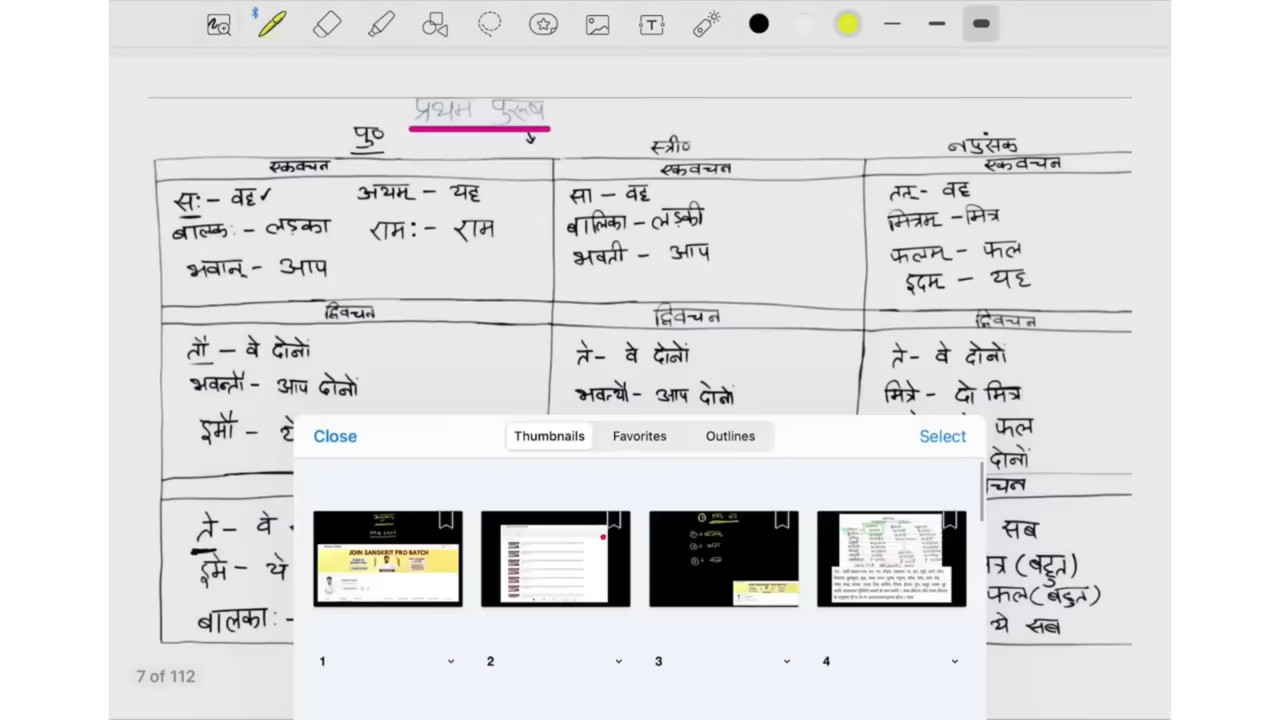 प्रथम पुरूष
पु० स्त्री० नपुंसक
एकवचन एकवचन एकवचन
सः - वह अयम् - यह सा - वह तत् - वह
बालकः - लड़का रामः - राम बालिका - लड़की मित्रम् - मित्र
भवान् - आप भवती - आप फलम् - फल
इदम् - यह
द्विवचन द्विवचन द्विवचन
तौ - वे दोनों ते - वे दोनों ते - वे दोनों
भवन्तौ - आप दोनों भवत्यौ - आप दोनों मित्रे - दो मित्र
इमौ - फल
दोनों
चन
ते - वे सब
इमे - ये त्र (बहुत)
फल (बहुत)
बालकाः - ये सब
Close Thumbnails Favorites Outlines Select
JOIN SANSKRIT PRO BATCH
1 2 3 4
7 of 112